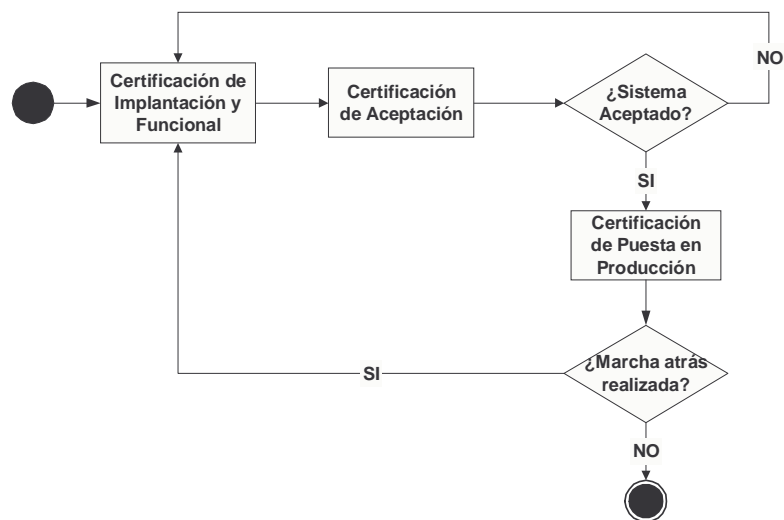 NO
Certificación de
Implantación y
Funcional
Certificación
de Aceptación
¿Sistema
Aceptado?
SI
Certificación
de Puesta en
Producción
¿Marcha atrás
realizada?
SI
NO